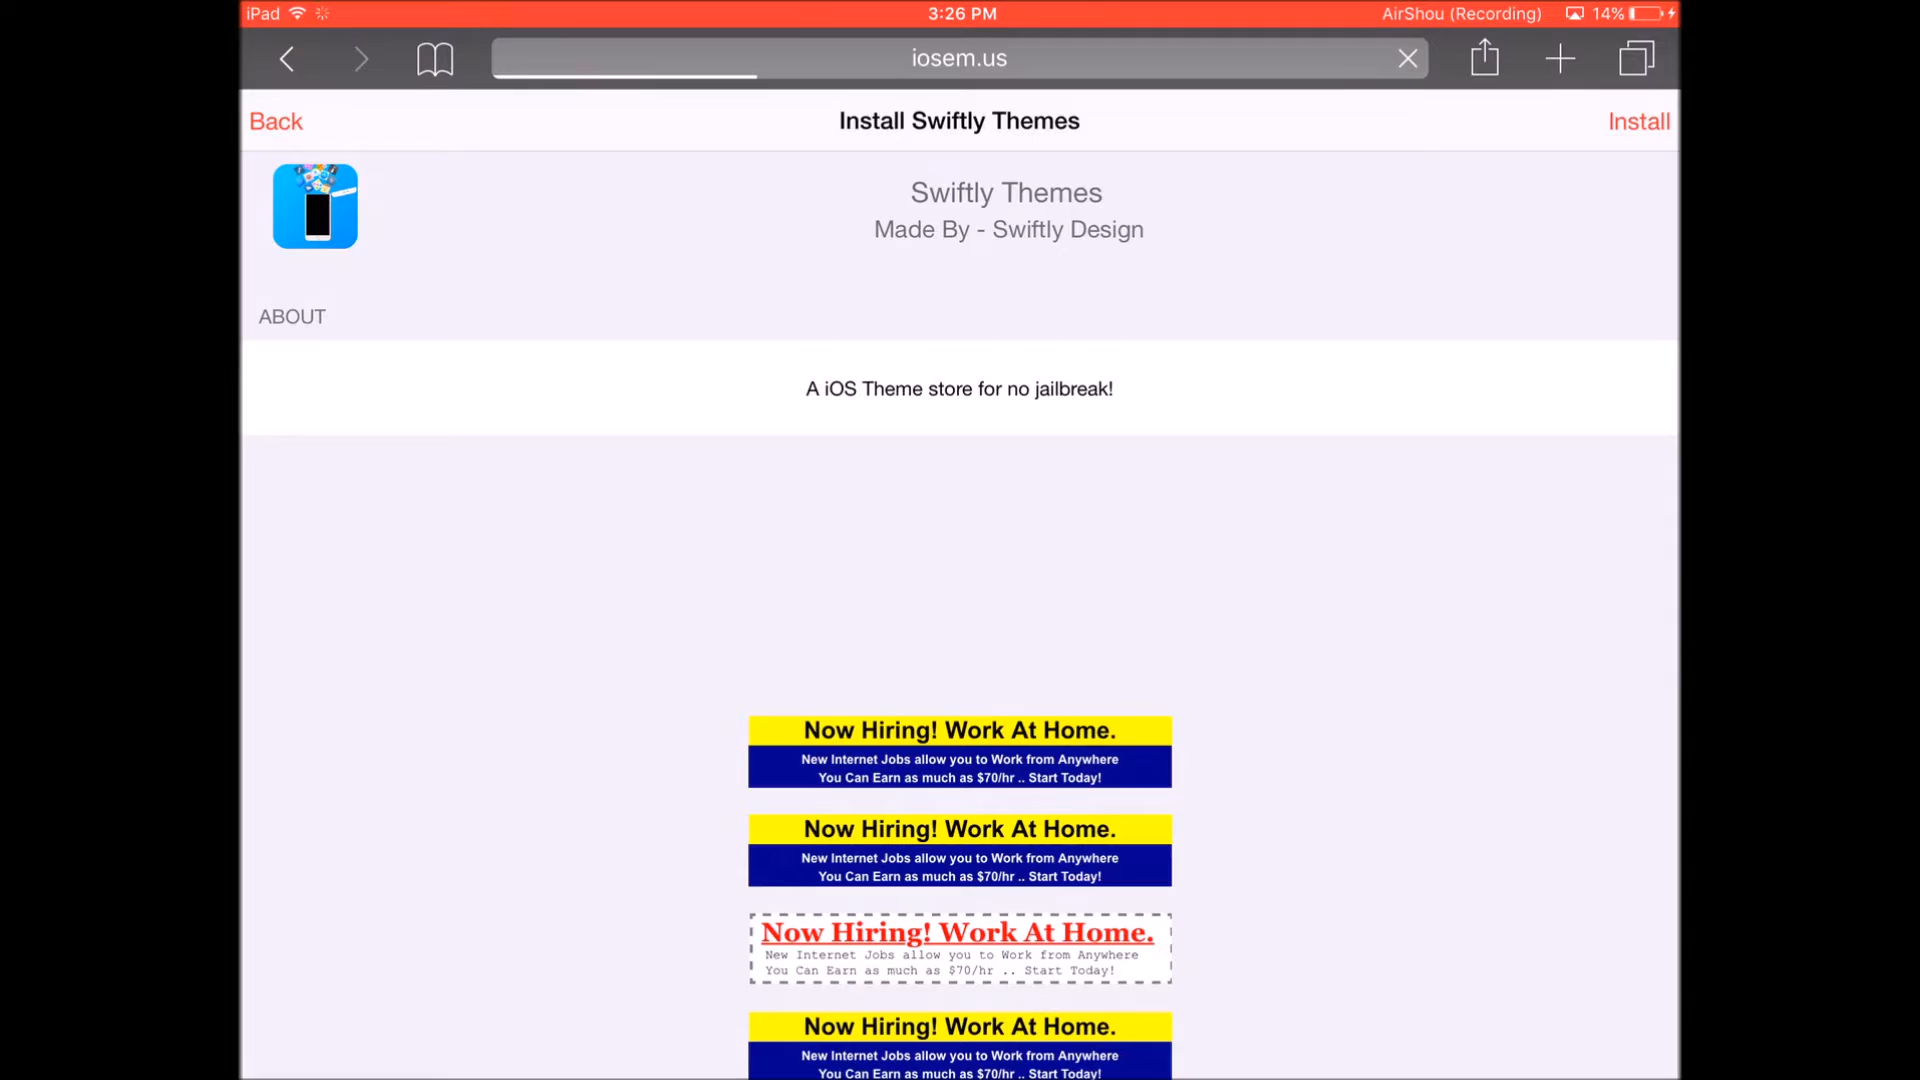 iPad
3:26 PM
AirShou (Recording)
14%
iosem.us
Back
Install Swiftly Themes
Install
Swiftly Themes
Made By - Swiftly Design
ABOUT
A iOS Theme store for no jailbreak!
Now Hiring! Work At Home.
New Internet Jobs allow you to Work from Anywhere
You Can Earn as much as $70/hr .. Start Today!
Now Hiring! Work At Home.
New Internet Jobs allow you to Work from Anywhere
You Can Earn as much as $70/hr .. Start Today!
Now Hiring! Work At Home.
New Internet Jobs allow you to Work from Anywhere
You Can Earn as much as $70/hr .. Start Today!
Now Hiring! Work At Home.
New Internet Jobs allow you to Work from Anywhere
You Can Earn as much as $70/hr .. Start Today!